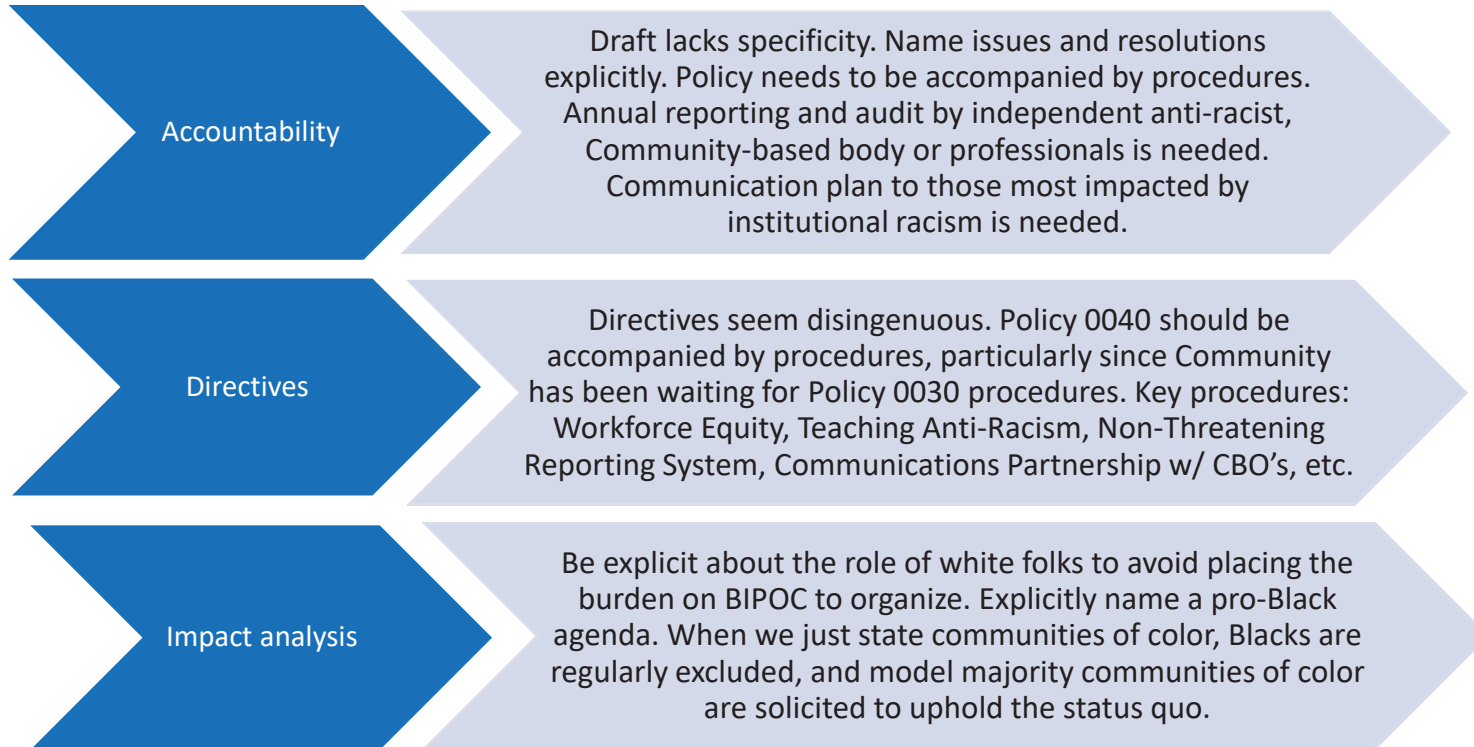 Accountability
Draft lacks specificity. Name issues and resolutions
explicitly. Policy needs to be accompanied by procedures.
Annual reporting and audit by independent anti-racist,
Community-based body or professionals is needed.
Communication plan to those most impacted by
institutional racism is needed.
Directives
Directives seem disingenuous. Policy 0040 should be
accompanied by procedures, particularly since Community
has been waiting for Policy 0030 procedures. Key procedures:
Workforce Equity, Teaching Anti-Racism, Non-Threatening
Reporting System, Communications Partnership w/ CBO’s, etc.
Impact analysis
Be explicit about the role of white folks to avoid placing the
burden on BIPOC to organize. Explicitly name a pro-Black
agenda. When we just state communities of color, Blacks are
regularly excluded, and model majority communities of color
are solicited to uphold the status quo.